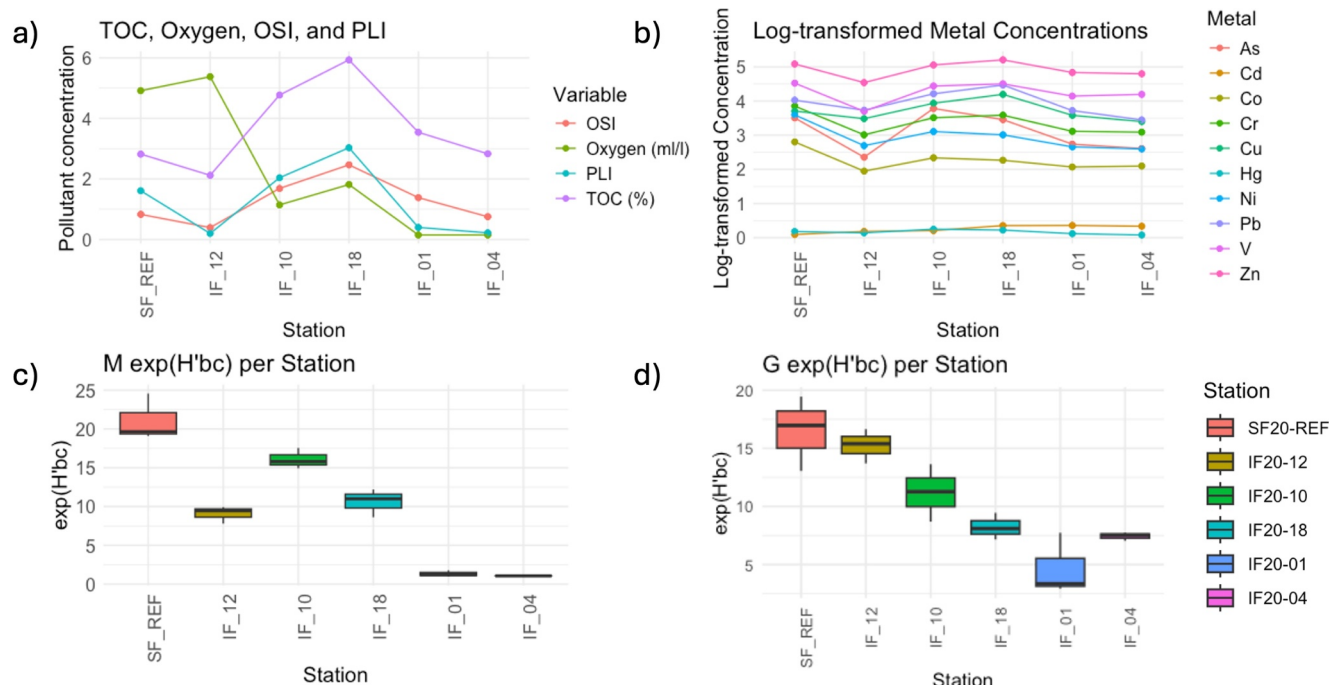 a)
TOC, Oxygen, OSI, and PLI
Pollutant concentration
6
4
2
0
SF_REF
IF_12
IF_10
IF_18
IF_01
IF_04
Station
Variable
OSI
Oxygen (ml/l)
PLI
TOC (%)
b)
Log-transformed Metal Concentrations
Log-transformed Concentration
5
4
3
2
1
0
SF_REF
IF_12
IF_10
IF_18
IF_01
IF_04
Station
Metal
As
Cd
Co
Cr
Cu
Hg
Ni
Pb
V
Zn
c)
M exp(H'bc) per Station
exp(H'bc)
25
20
15
10
5
0
SF_REF
IF_12
IF_10
IF_18
IF_01
IF_04
Station
d)
G exp(H'bc) per Station
exp(H'bc)
20
15
10
5
SF_REF
IF_12
IF_10
IF_18
IF_01
IF_04
Station
Station
SF20-REF
IF20-12
IF20-10
IF20-18
IF20-01
IF20-04